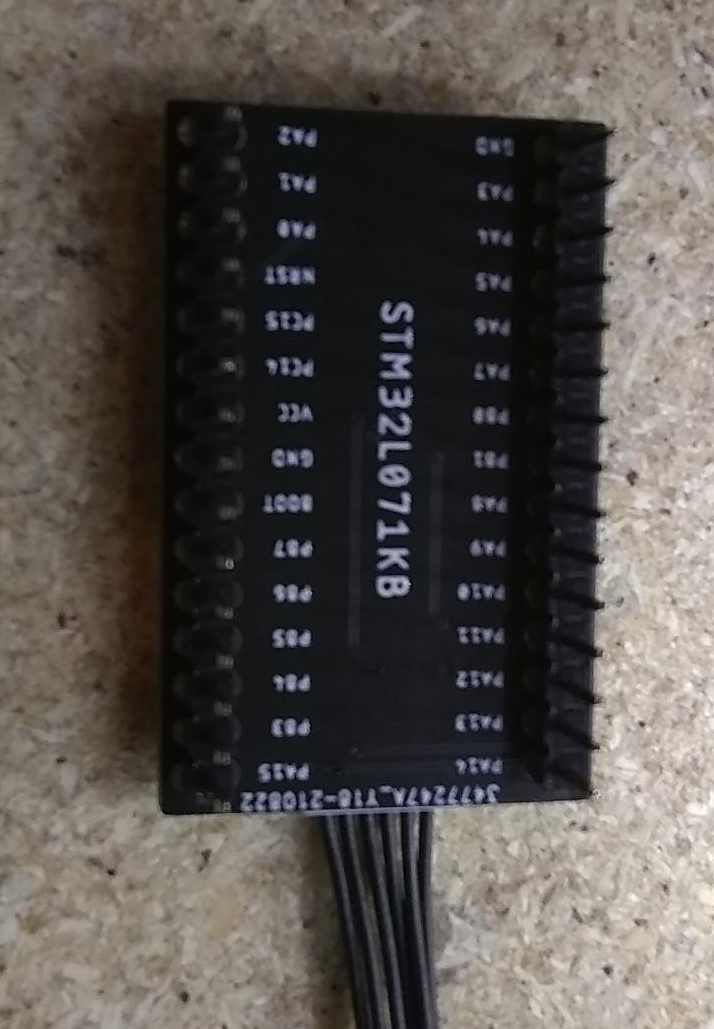 PA2
PA1
PA0
NRST
PC15
PC14
VCC
GND
BOOT
PB7
PB6
PB5
PB4
PB3
PA15
STM32L071KB
GND
PA3
PA4
PA5
PA6
PA7
PB0
PB1
PA8
PA9
PA10
PA11
PA12
PA13
PA14
3477247A_Y18-210822